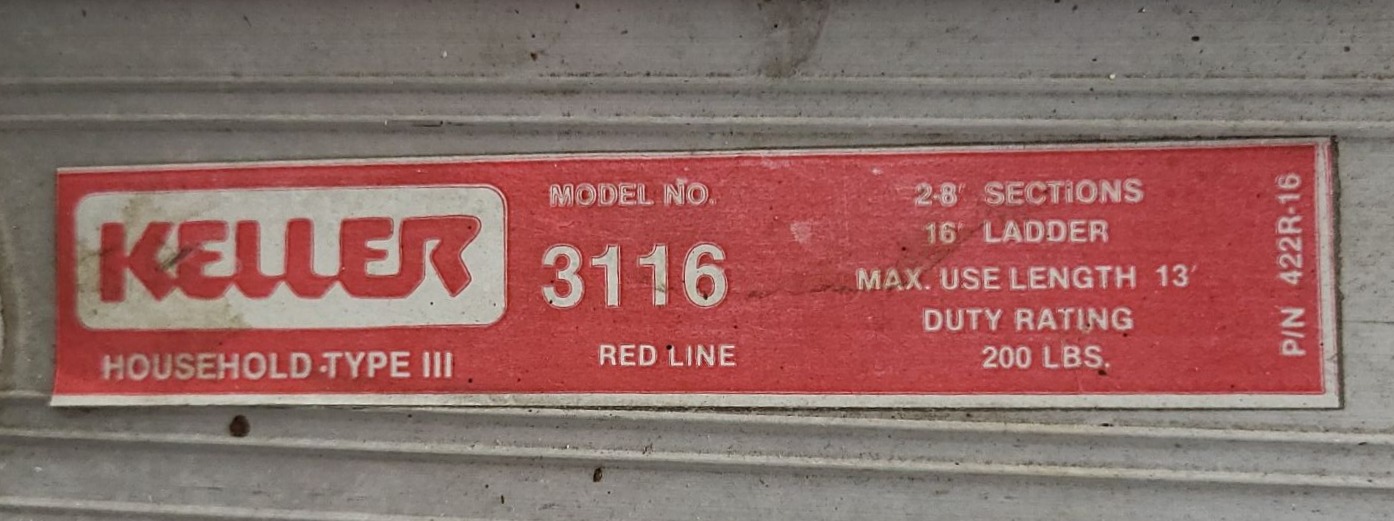 KELLER
HOUSEHOLD-TYPE III
MODEL NO.
3116
RED LINE
2-8' SECTIONS
16' LADDER
MAX. USE LENGTH 13'
DUTY RATING
200 LBS.
P/N 422R-16